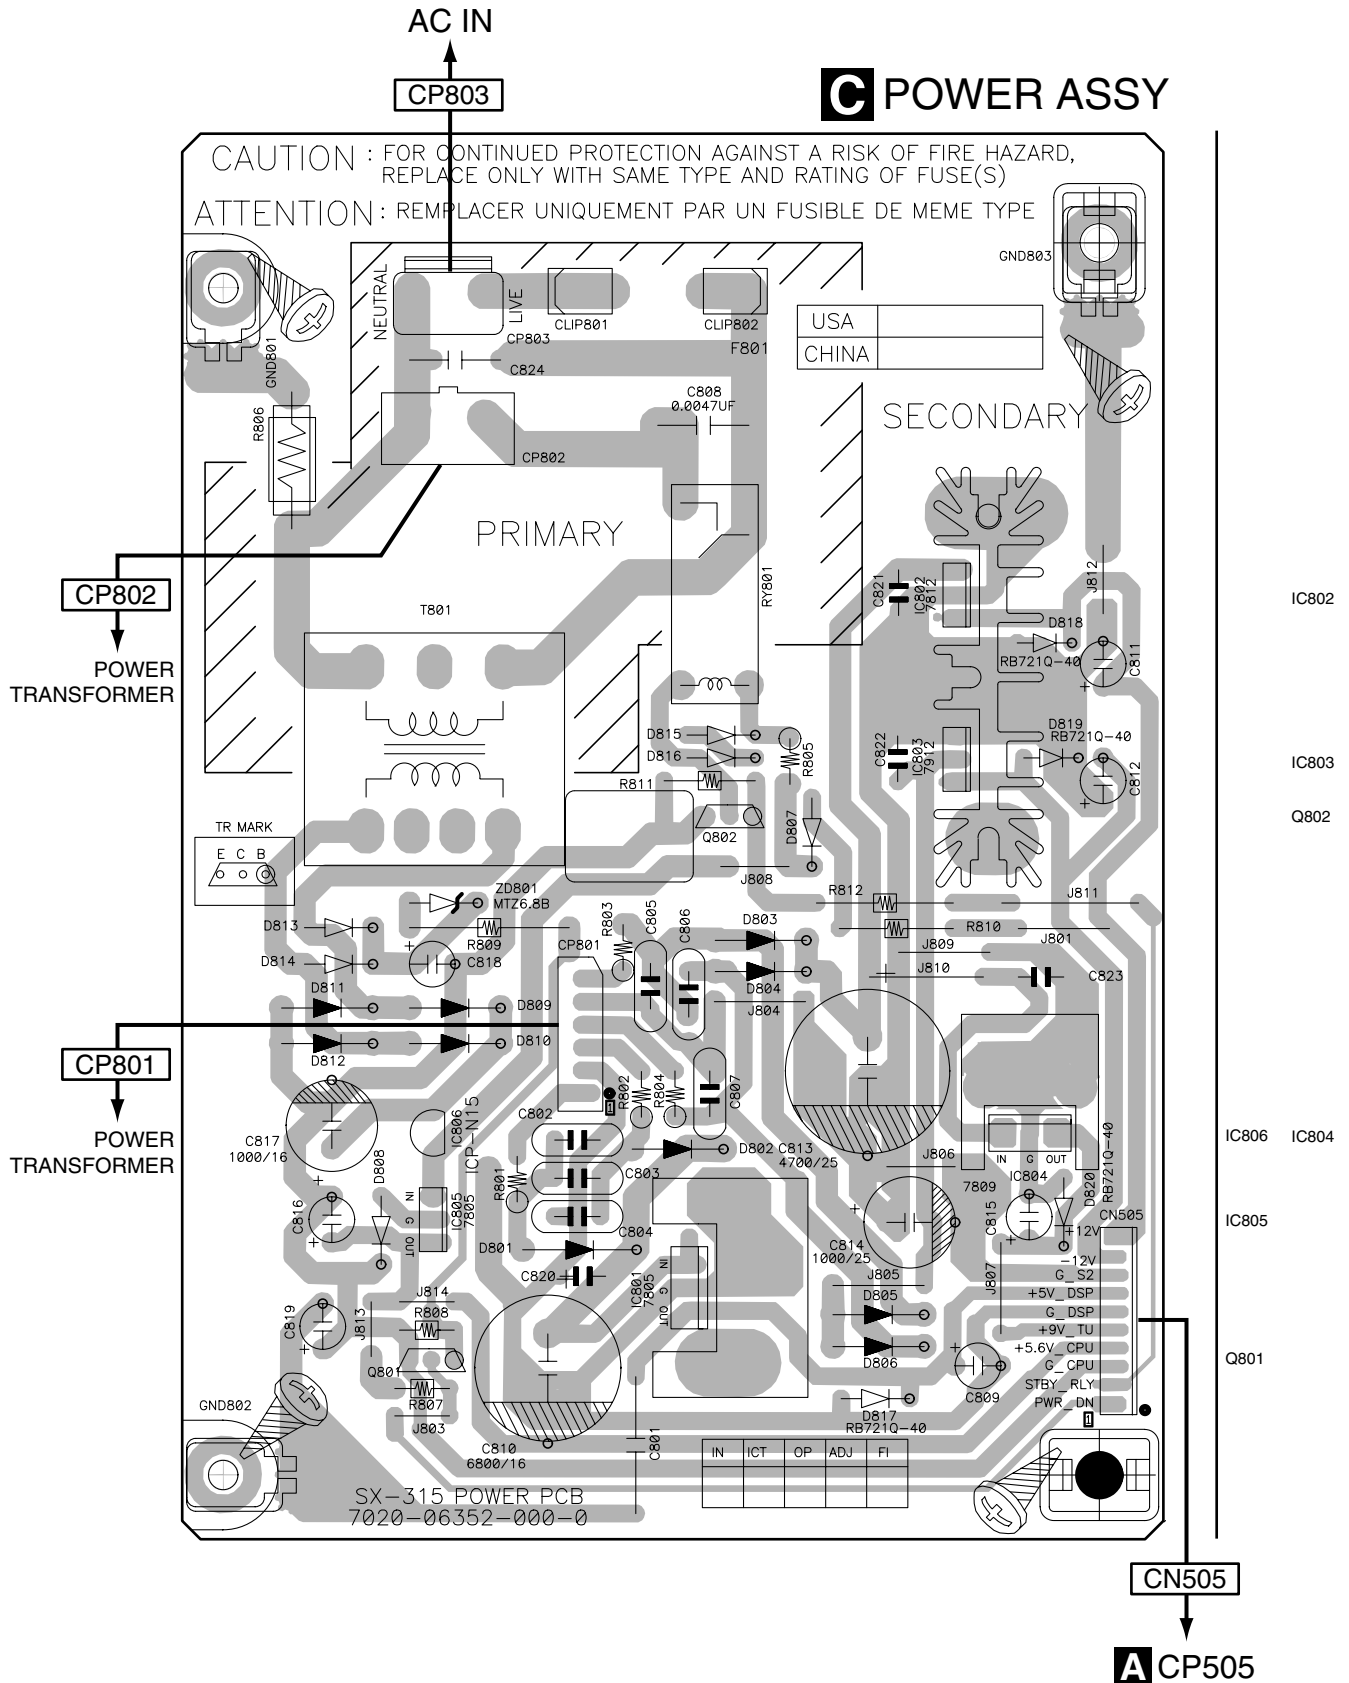 AC IN
CP803
C POWER ASSY
CAUTION : FOR CONTINUED PROTECTION AGAINST A RISK OF FIRE HAZARD,
REPLACE ONLY WITH SAME TYPE AND RATING OF FUSE(S)
ATTENTION : REMPLACER UNIQUEMENT PAR UN FUSIBLE DE MEME TYPE
GND803
NEUTRAL
LIVE
CLIP801
CLIP802
USA
CHINA
GND801
CP803
F801
C824
C808
0.0047UF
R806
SECONDARY
CP802
PRIMARY
CP802
POWER
TRANSFORMER
T801
RY801
C821
IC802
7812
J812
IC802
D818
RB721Q-40
C811
D815
D816
R805
R811
C822
IC803
7912
D819
RB721Q-40
C812
IC803
Q802
Q802
D807
TR MARK
E C B
J808
ZD801
MTZ6.8B
R812
J811
D813
R809
CP801
R803
C805
C806
D803
R810
J801
J809
D814
C818
J810
C823
D811
D809
D804
J804
D812
D810
CP801
POWER
TRANSFORMER
R802
R804
C807
1
C802
C817
1000/16
IC806
ICP-N15
D802
C813
4700/25
J806
IN G OUT
IC804
7809
RB721Q-40
D820
IC806
IC804
D808
R801
C803
C816
IN
G
OUT
IC805
7805
C815
CN505
IC805
D801
C804
C814
1000/25
+12V
-12V
C820
IC801
7805
IN
G
OUT
J805
J807
G_S2
+5V_DSP
G_DSP
+9V_TU
+5.6V_CPU
G_CPU
STBY_RLY
PWR_DN
J814
D805
C819
J813
R808
Q801
D806
Q801
C809
R807
D817
RB721Q-40
1
GND802
J803
C810
6800/16
C801
IN ICT OP ADJ FI
SX-315 POWER PCB
7020-06352-000-0
CN505
A CP505